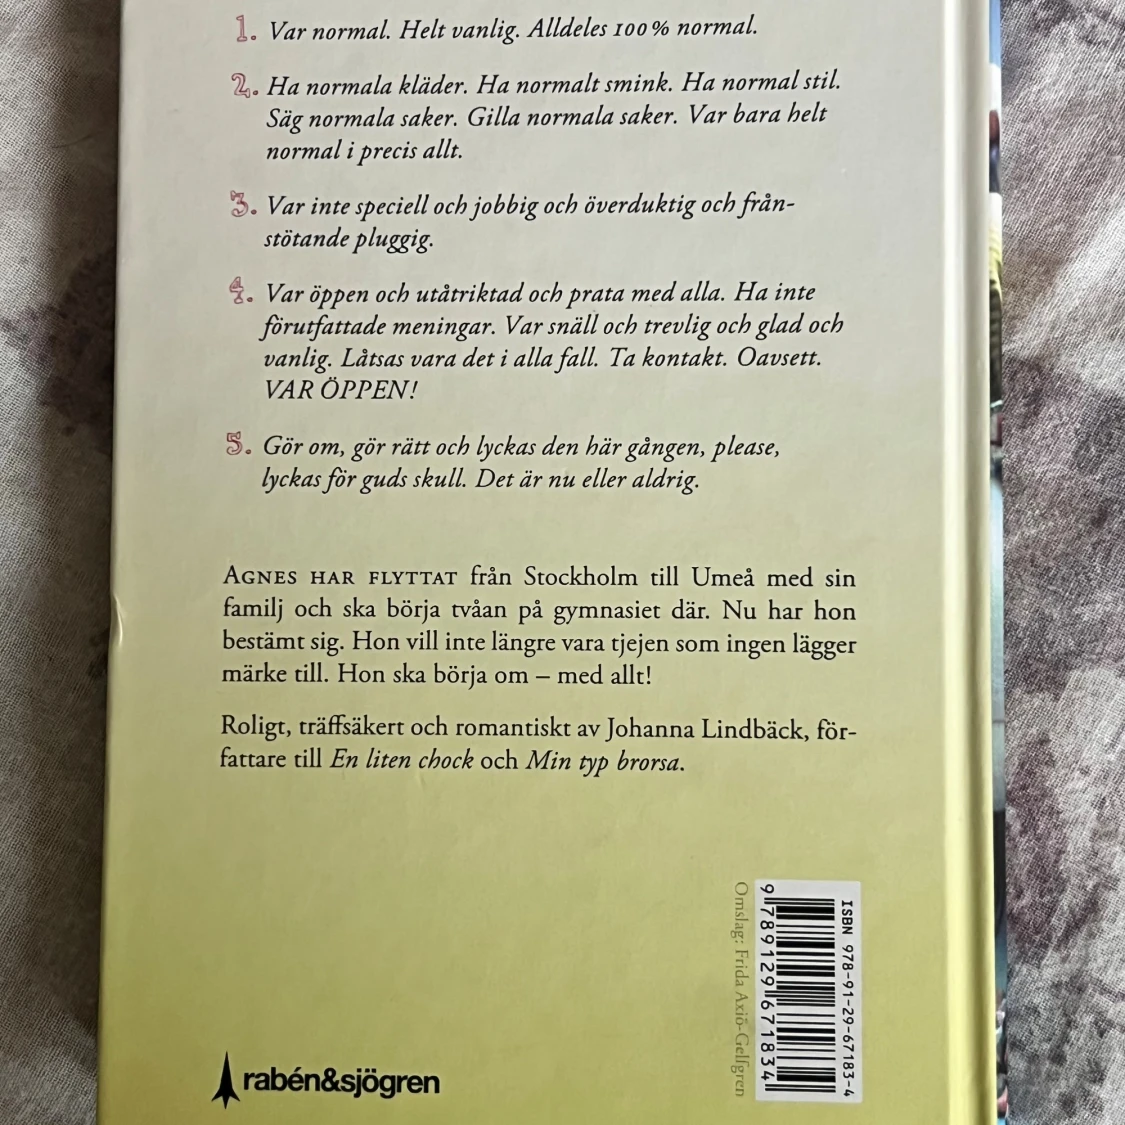 1. Var normal. Helt vanlig. Alldeles 100 % normal.
2. Ha normala kläder. Ha normalt smink. Ha normal stil.
Säg normala saker. Gilla normala saker. Var bara helt
normal i precis allt.
3. Var inte speciell och jobbig och överduktig och från-
stötande pluggig.
4. Var öppen och utåtriktad och prata med alla. Ha inte
förutfattade meningar. Var snäll och trevlig och glad och
vanlig. Låtsas vara det i alla fall. Ta kontakt. Oavsett.
VAR ÖPPEN!
5. Gör om, gör rätt och lyckas den här gången, please,
lyckas för guds skull. Det är nu eller aldrig.
AGNES HAR FLYTTAT från Stockholm till Umeå med sin
familj och ska börja tvåan på gymnasiet där. Nu har hon
bestämt sig. Hon vill inte längre vara tjejen som ingen lägger
märke till. Hon ska börja om – med allt!
Roligt, träffsäkert och romantiskt av Johanna Lindbäck, för-
fattare till En liten chock och Min typ brorsa.
ISBN 978-91-29-67183-4
9 789129 671834
Omslag: Frida Axiö-Gelfgren
rabén&sjögren